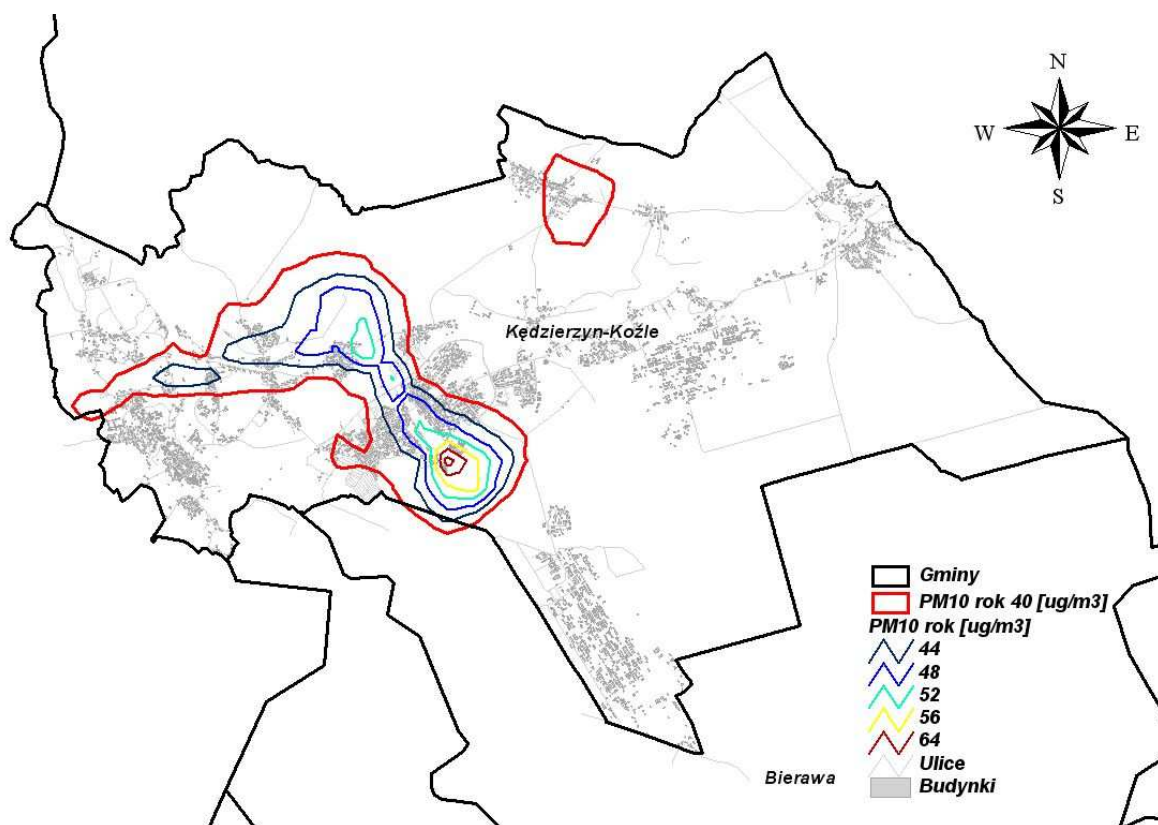 N
W E
S
Kędzierzyn-Koźle
Gminy
PM10 rok 40 [ug/m3]
PM10 rok [ug/m3]
44
48
52
56
64
Ulice
Budynki
Bierawa